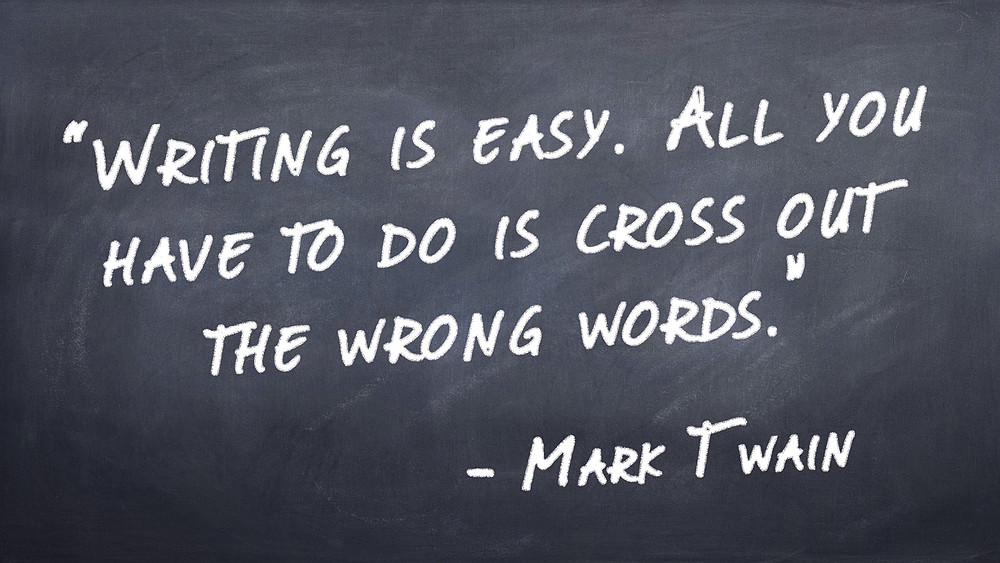 "Writing is easy. All you
have to do is cross out
the wrong words."
- Mark Twain